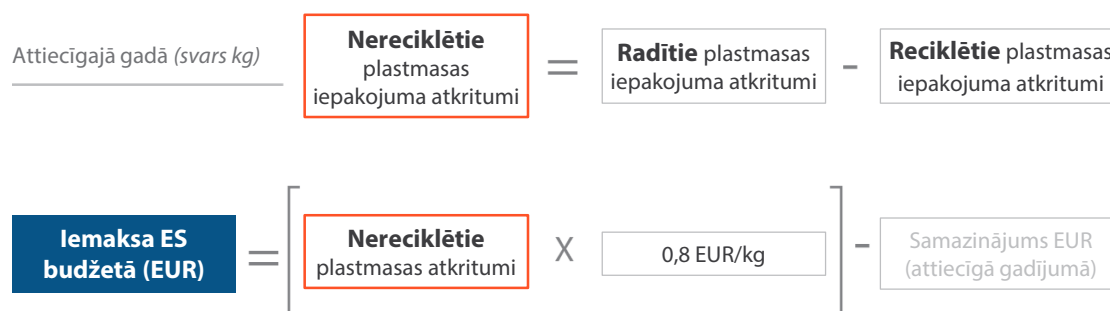 Attiecīgajā gadā (svars kg)
Nereciklētie
plastmasas
iepakojuma atkritumi
=
Radītie plastmasas
iepakojuma atkritumi
-
Reciklētie plastmasas
iepakojuma atkritumi
Iemaksa ES
budžetā (EUR)
=
Nereciklētie
plastmasas atkritumi
X
0,8 EUR/kg
-
Samazinājums EUR
(attiecīgā gadījumā)